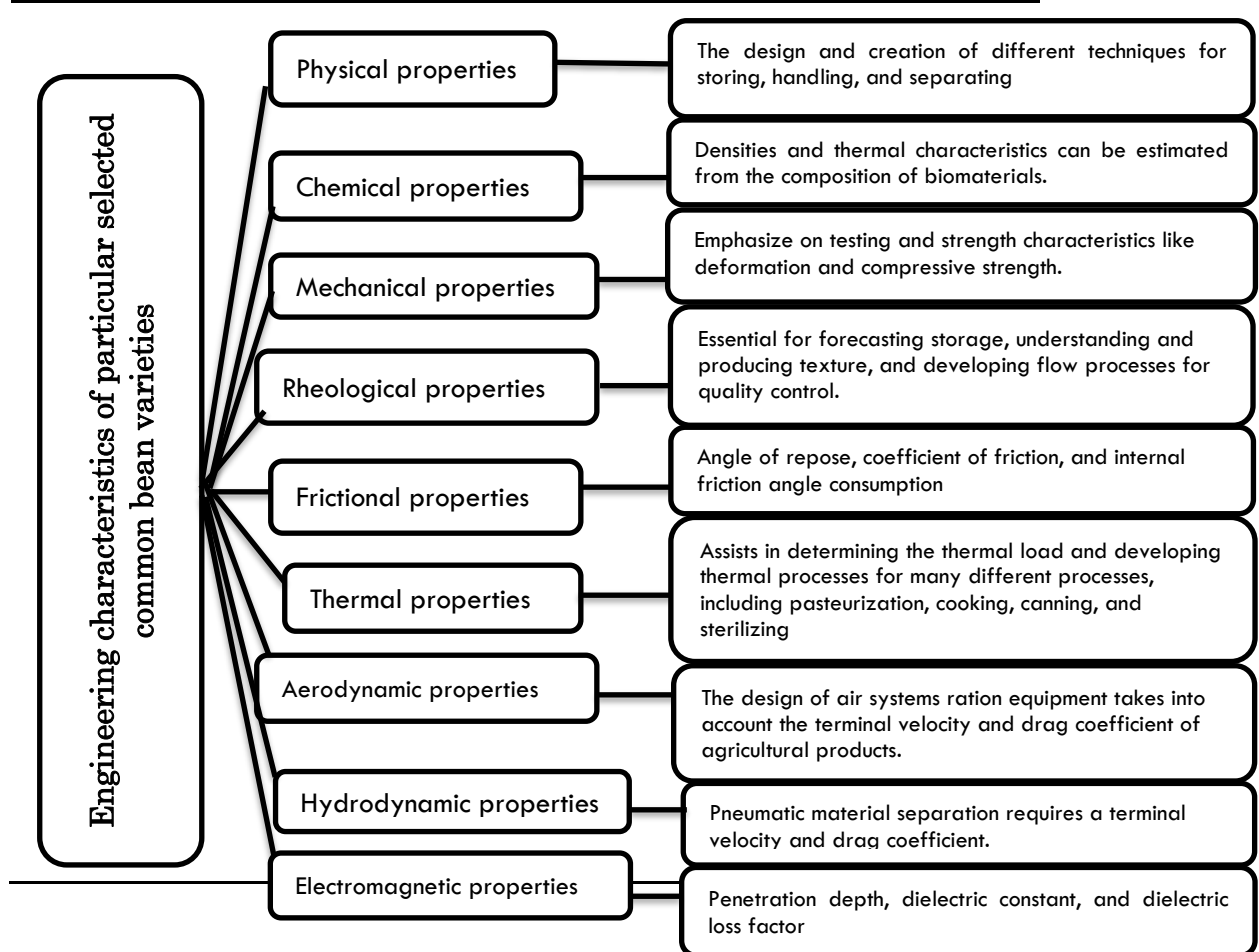 Engineering characteristics of particular selected
common bean varieties
Physical properties
The design and creation of different techniques for
storing, handling, and separating
Chemical properties
Densities and thermal characteristics can be estimated
from the composition of biomaterials.
Mechanical properties
Emphasize on testing and strength characteristics like
deformation and compressive strength.
Rheological properties
Essential for forecasting storage, understanding and
producing texture, and developing flow processes for
quality control.
Frictional properties
Angle of repose, coefficient of friction, and internal
friction angle consumption
Thermal properties
Assists in determining the thermal load and developing
thermal processes for many different processes,
including pasteurization, cooking, canning, and
sterilizing
Aerodynamic properties
The design of air systems ration equipment takes into
account the terminal velocity and drag coefficient of
agricultural products.
Hydrodynamic properties
Pneumatic material separation requires a terminal
velocity and drag coefficient.
Electromagnetic properties
Penetration depth, dielectric constant, and dielectric
loss factor